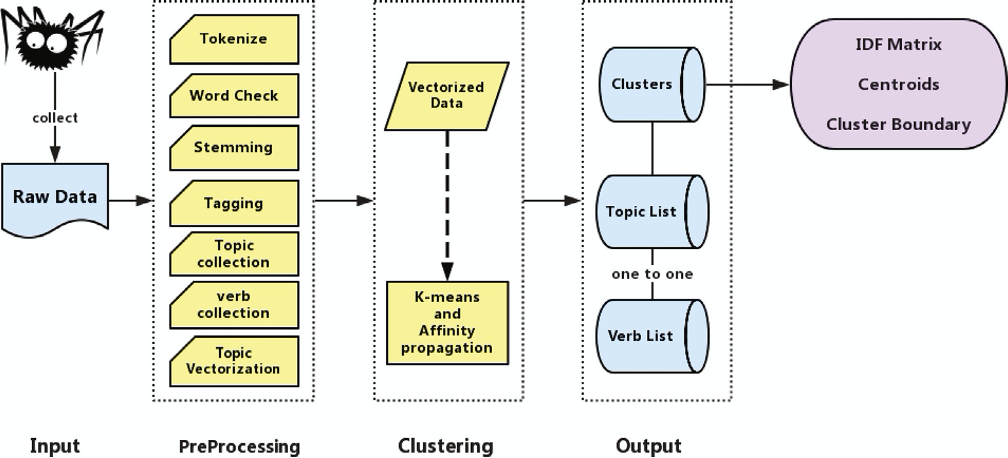 collect
Raw Data
Input
Tokenize
Word Check
Stemming
Tagging
Topic
collection
verb
collection
Topic
Vectorization
PreProcessing
Vectorized
Data
K-means
and
Affinity
propagation
Clustering
Clusters
Topic List
one to one
Verb List
Output
IDF Matrix
Centroids
Cluster Boundary